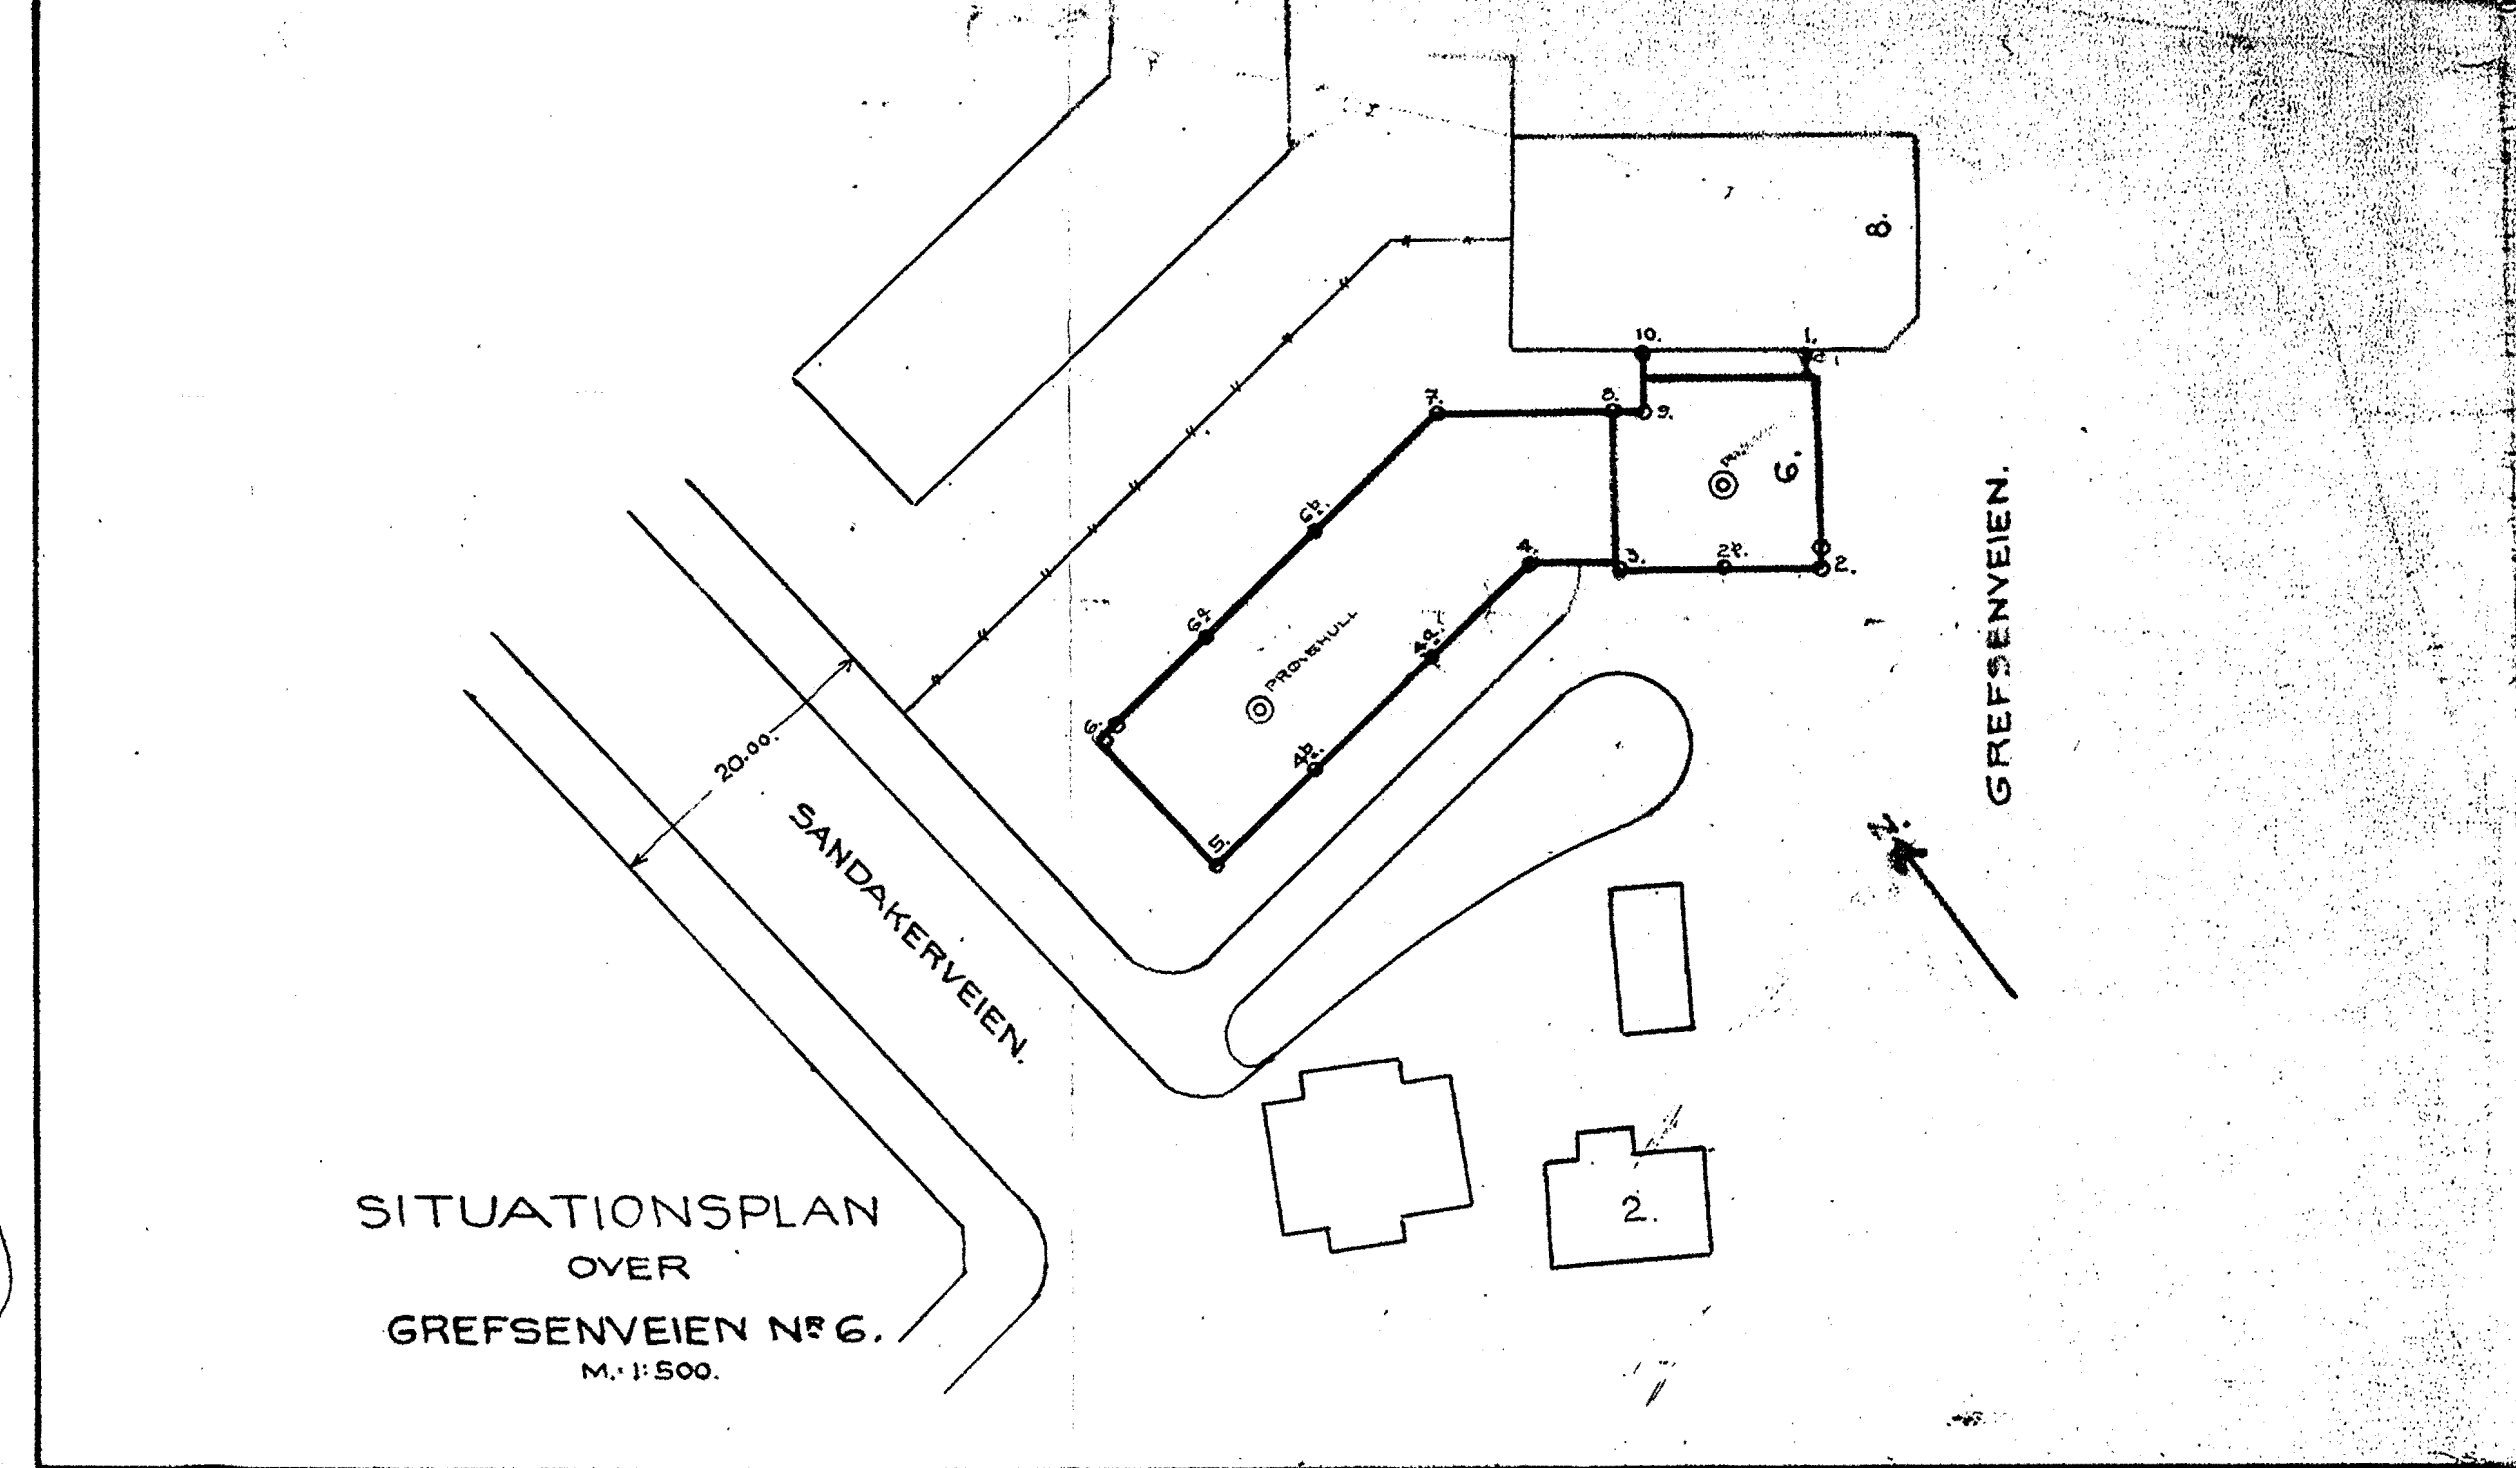 8.
10.
1.
7.
8.
9.
6.
6b.
4.
3.
2a.
2.
6a.
4a.
PRØVEHULL
6.
4b.
5.
20.00.
SANDAKERVEIEN.
GREFSENVEIEN.
N.
2.
SITUATIONSPLAN
OVER
GREFSENVEIEN NR 6.
M. 1:500.